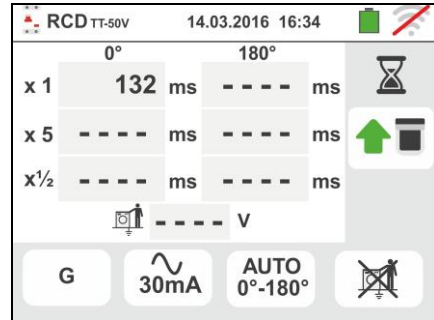 RCD TT-50V 14.03.2016 16:34
0° 180°
x 1 132 ms - - - - ms
x 5 - - - - ms - - - - ms
x½ - - - - ms - - - - ms
- - - - V
G 30mA AUTO
0°-180°